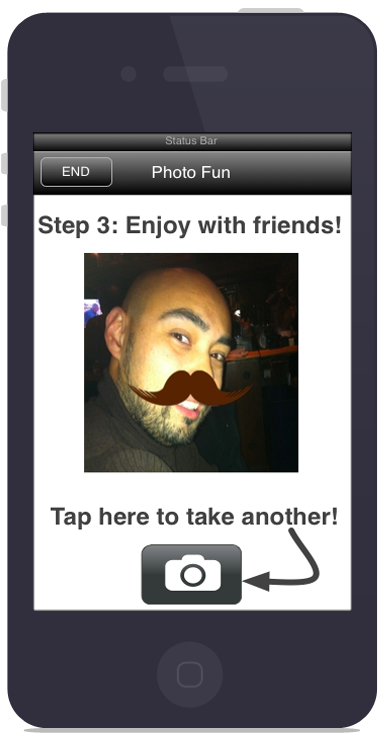 Status Bar
END
Photo Fun
Step 3: Enjoy with friends!
Tap here to take another!